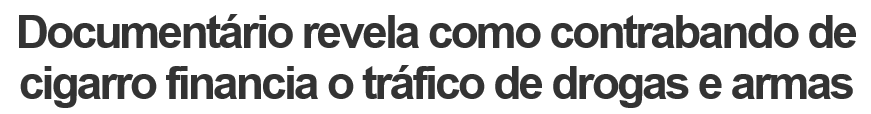 Documentário revela como contrabando de
cigarro financia o tráfico de drogas e armas